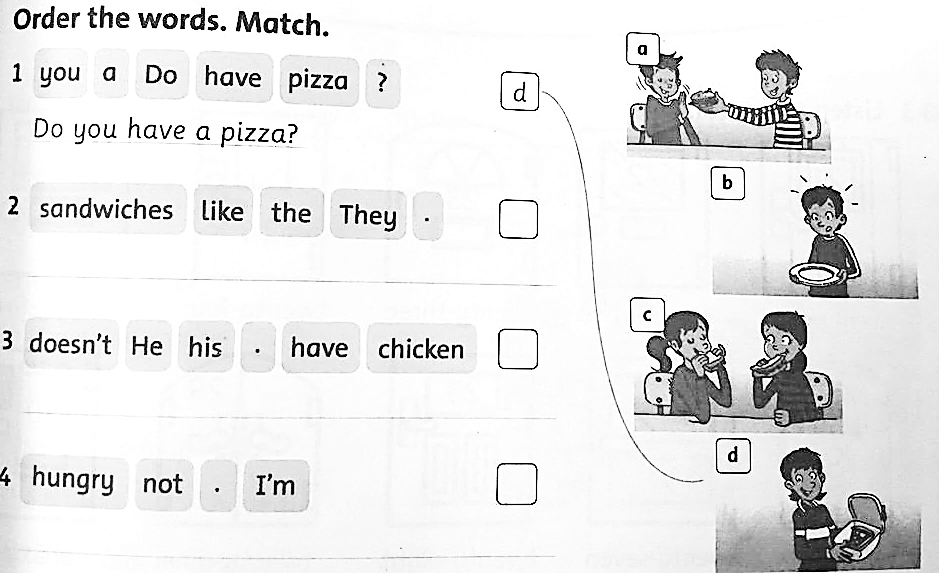 Order the words. Match.
1 you a Do have pizza ?
d
Do you have a pizza?
2 sandwiches like the They .
3 doesn't He his . have chicken
4 hungry not . I'm
a
b
c
d